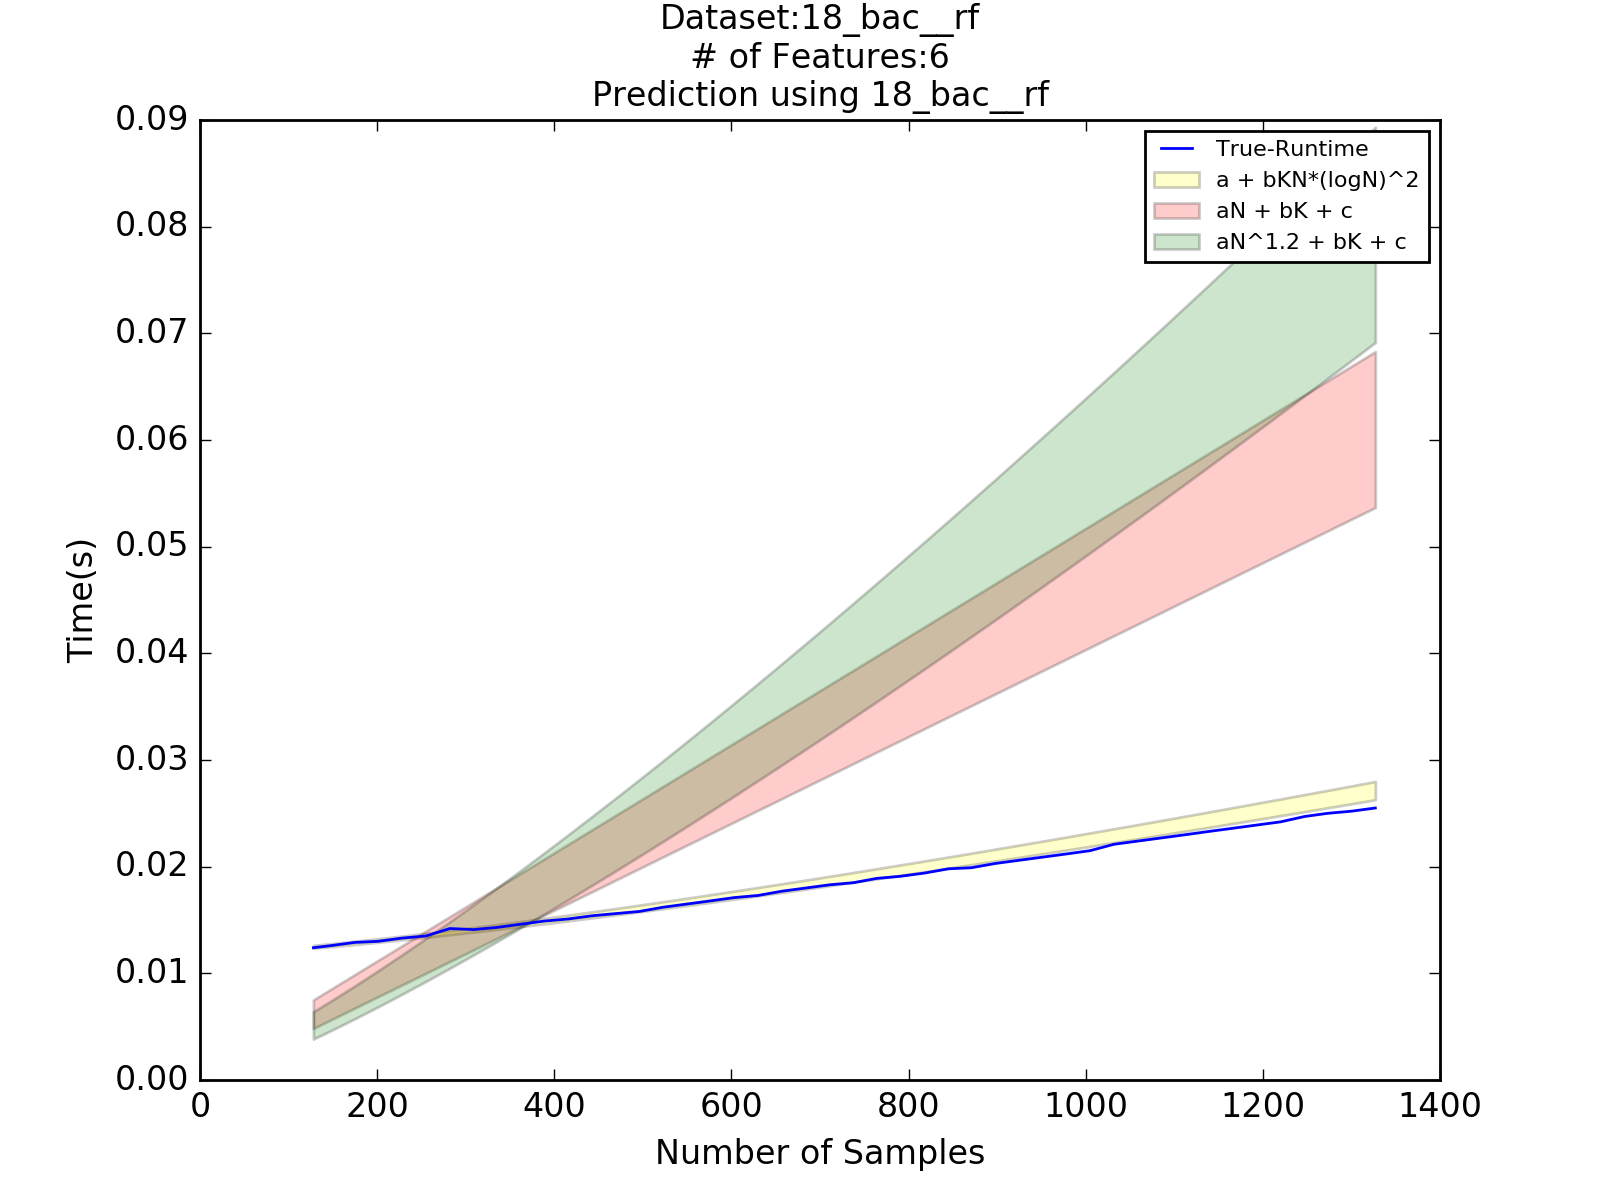 Dataset:18_bac__rf
# of Features:6
Prediction using 18_bac__rf
True-Runtime
a + bKN*(logN)^2
aN + bK + c
aN^1.2 + bK + c
0.09
0.08
0.07
0.06
0.05
0.04
0.03
0.02
0.01
0.00
Time(s)
0 200 400 600 800 1000 1200 1400
Number of Samples